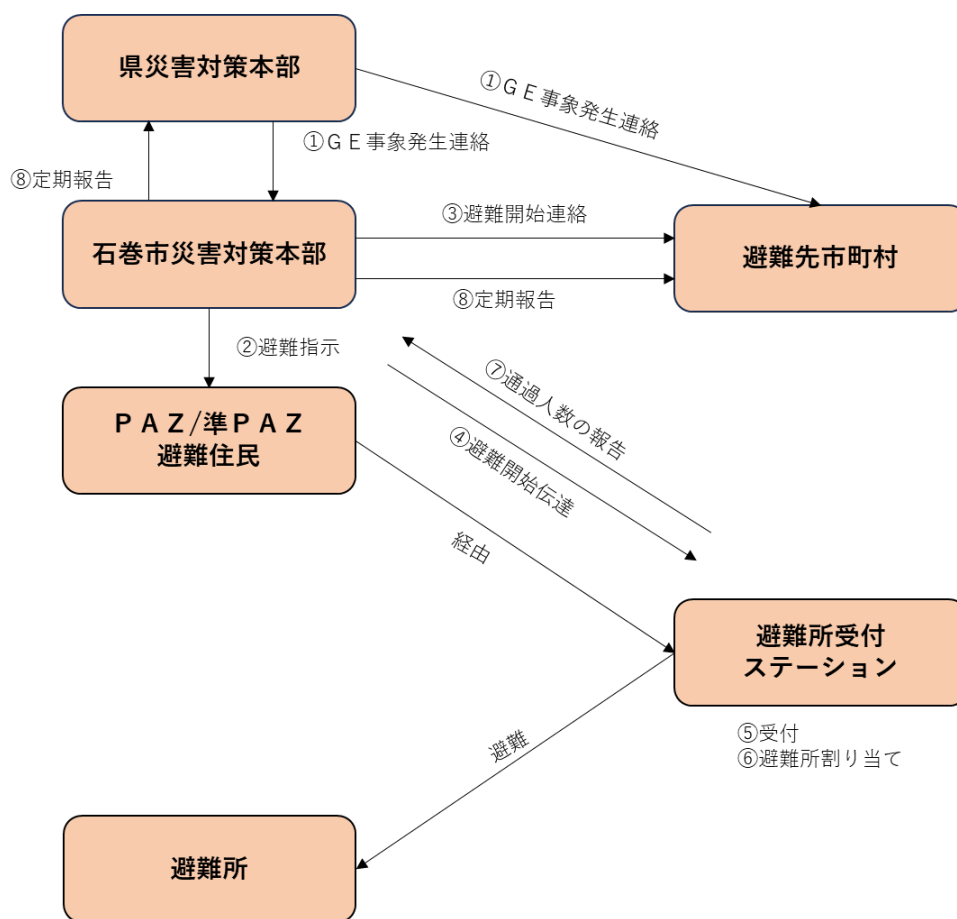 県災害対策本部
①ＧＥ事象発生連絡
①ＧＥ事象発生連絡
⑧定期報告
石巻市災害対策本部
③避難開始連絡
避難先市町村
⑧定期報告
②避難指示
⑦通過人数の報告
④避難開始伝達
ＰＡＺ/準ＰＡＺ
避難住民
経由
避難所受付
ステーション
⑤受付
⑥避難所割り当て
避難
避難所